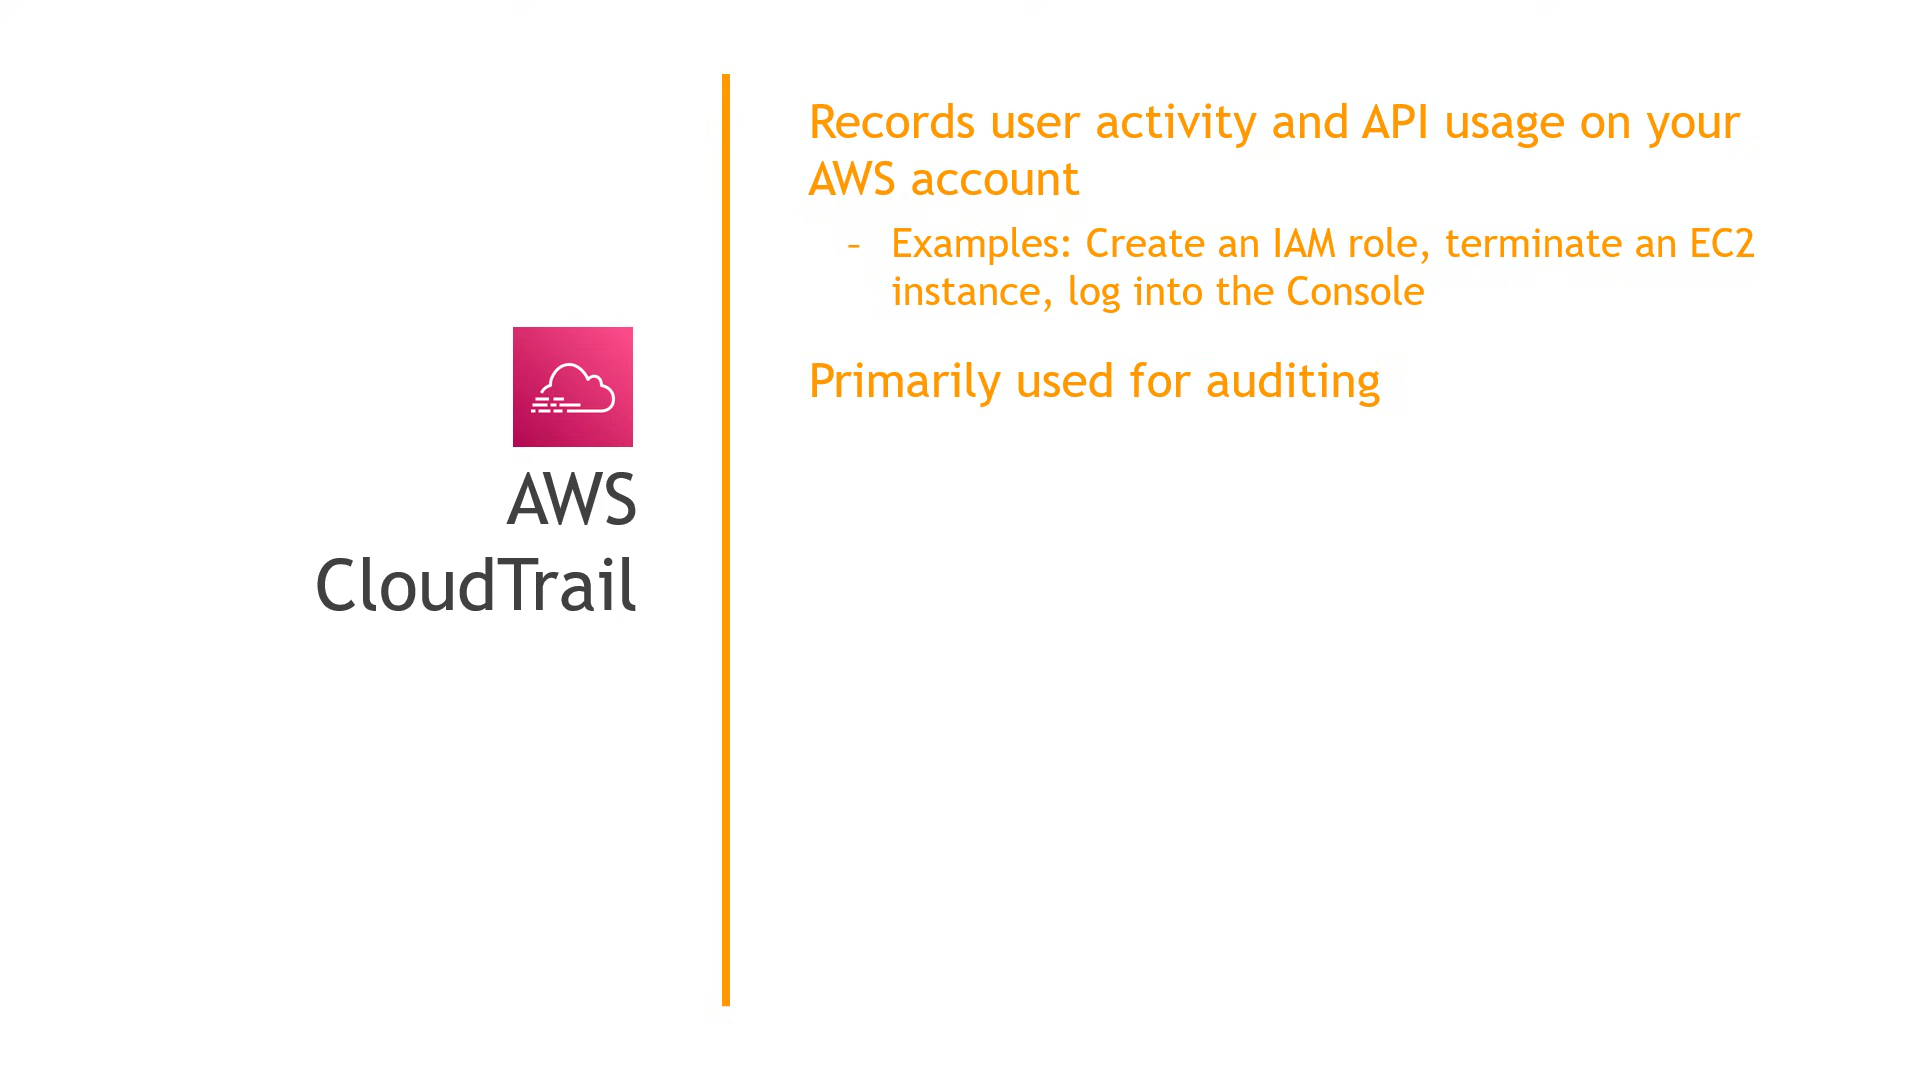 AWS
CloudTrail
Records user activity and API usage on your
AWS account
- Examples: Create an IAM role, terminate an EC2
instance, log into the Console
Primarily used for auditing